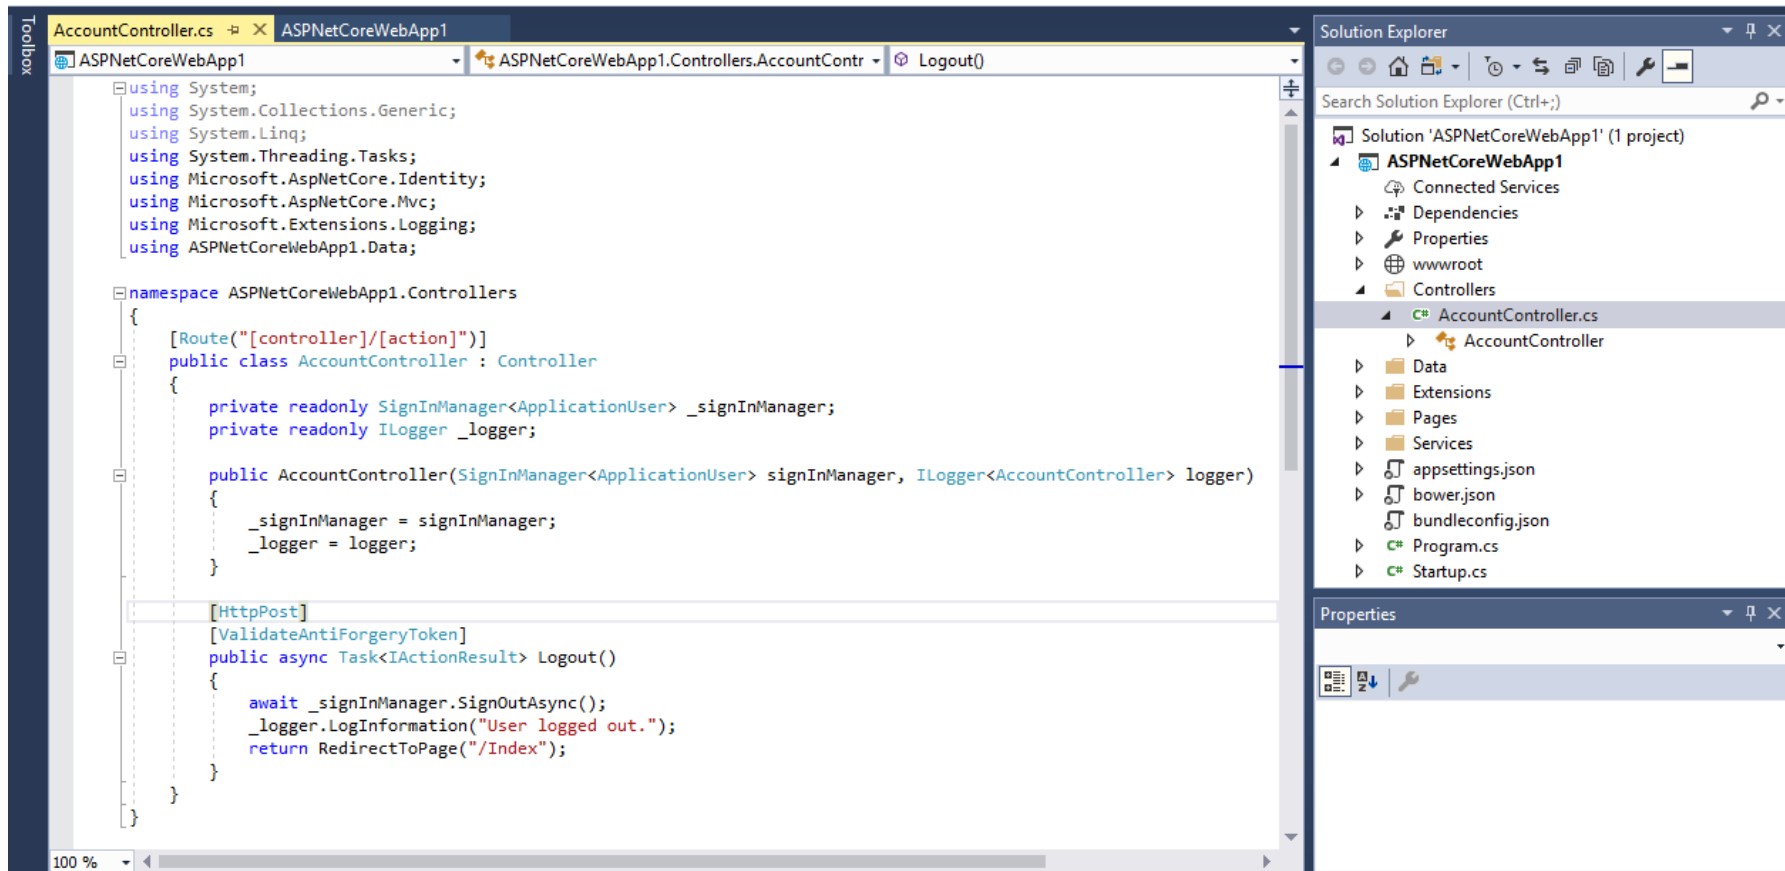 Toolbox
AccountController.cs
ASPNetCoreWebApp1
ASPNetCoreWebApp1
ASPNetCoreWebApp1.Controllers.AccountContr
Logout()
using System;
using System.Collections.Generic;
using System.Linq;
using System.Threading.Tasks;
using Microsoft.AspNetCore.Identity;
using Microsoft.AspNetCore.Mvc;
using Microsoft.Extensions.Logging;
using ASPNetCoreWebApp1.Data;
namespace ASPNetCoreWebApp1.Controllers
{
[Route("[controller]/[action]")]
public class AccountController : Controller
{
private readonly SignInManager<ApplicationUser> _signInManager;
private readonly ILogger _logger;
public AccountController(SignInManager<ApplicationUser> signInManager, ILogger<AccountController> logger)
{
_signInManager = signInManager;
_logger = logger;
}
[HttpPost]
[ValidateAntiForgeryToken]
public async Task<IActionResult> Logout()
{
await _signInManager.SignOutAsync();
_logger.LogInformation("User logged out.");
return RedirectToPage("/Index");
}
}
}
100 %
Solution Explorer
Search Solution Explorer (Ctrl+;)
Solution 'ASPNetCoreWebApp1' (1 project)
ASPNetCoreWebApp1
Connected Services
Dependencies
Properties
wwwroot
Controllers
C# AccountController.cs
AccountController
Data
Extensions
Pages
Services
appsettings.json
bower.json
bundleconfig.json
C# Program.cs
C# Startup.cs
Properties